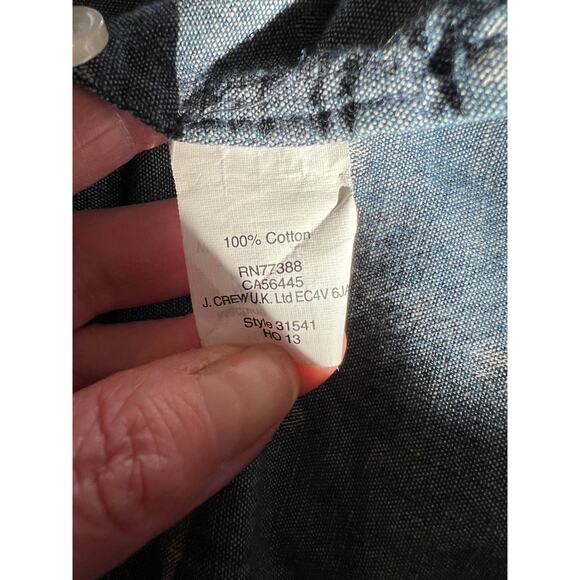 100% Cotton
RN77388
CA56445
J. CREW U.K. Ltd EC4V 6JA
Style 31541
HO 13